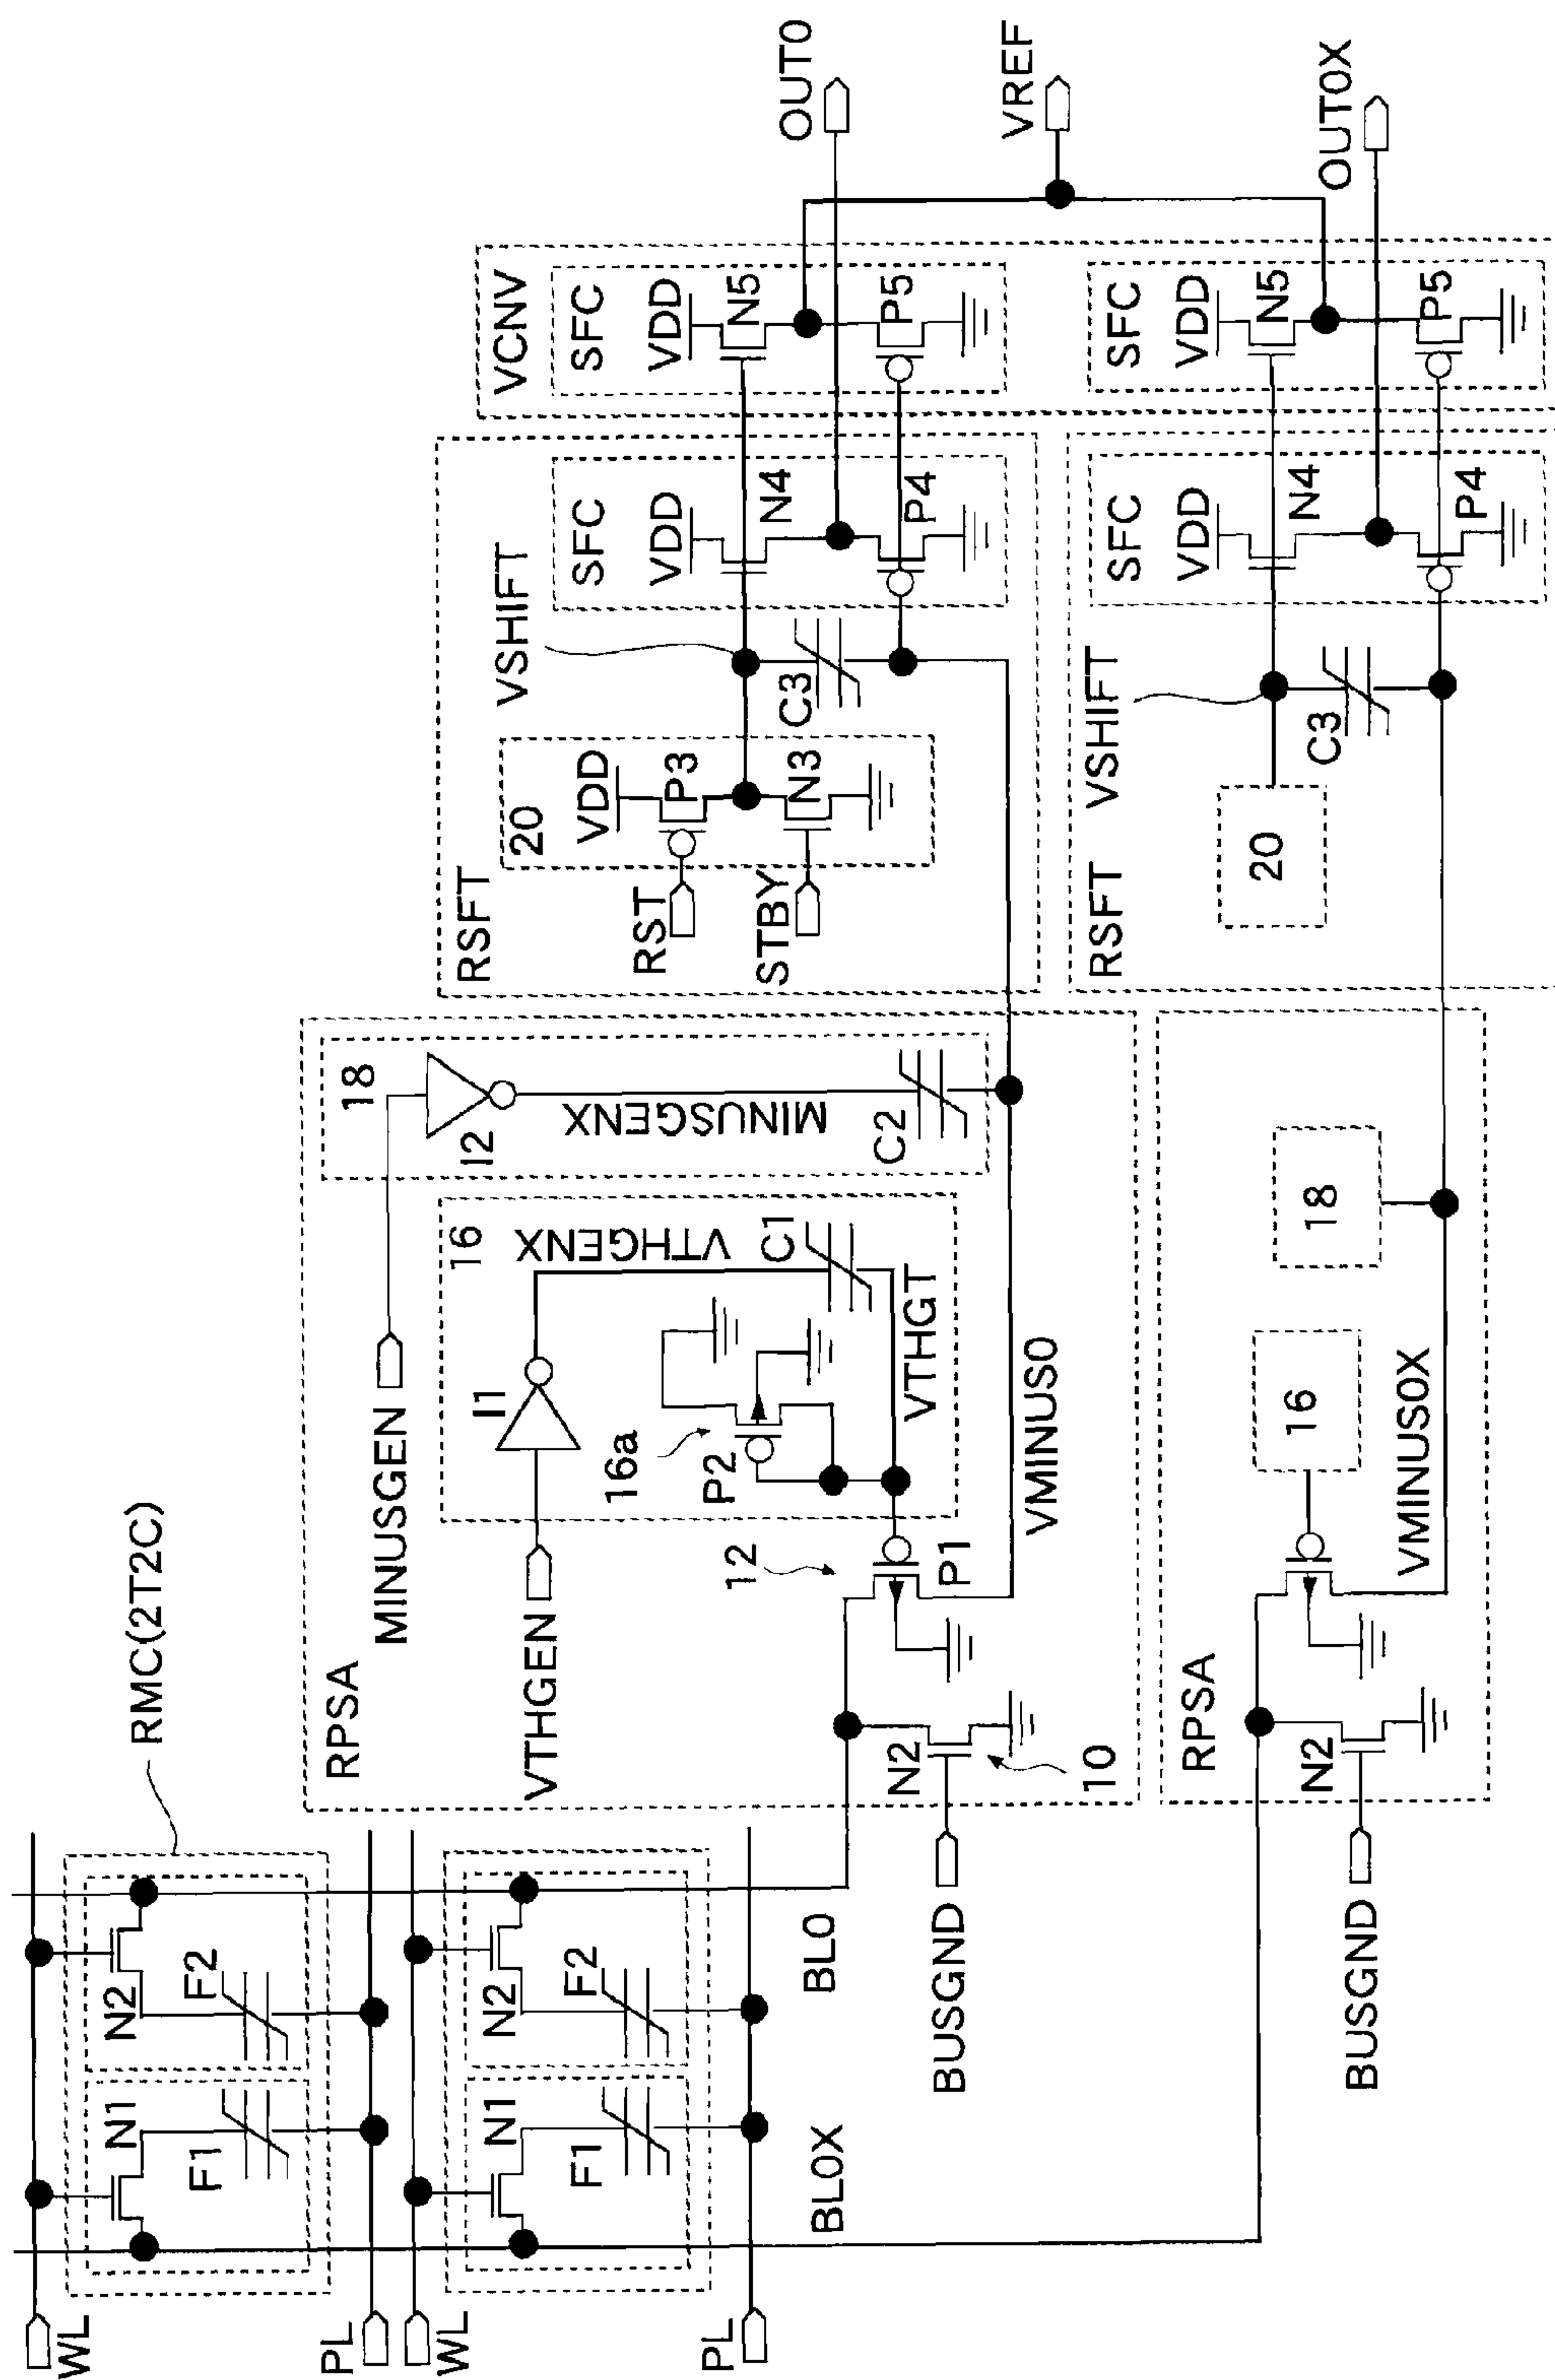 RMC(2T2C)
WL
N1
F1
N2
F2
PL
WL
N1
F1
N2
F2
PL
BL0X
BL0
RPSA
MINUSGEN
VTHGEN
18
I2
MINUSGENX
C2
16
I1
VTHGENX
C1
16a
P2
VTHGT
12
P1
VMINUS0
N2
10
BUSGND
RPSA
N2
BUSGND
16
18
VMINUS0X
RSFT
20
VDD
P3
RST
N3
STBY
VSHIFT
C3
SFC
VDD
N4
P4
VCNV
SFC
VDD
N5
P5
OUT0
VREF
RSFT
20
VSHIFT
C3
SFC
VDD
N4
P4
SFC
VDD
N5
P5
OUT0X